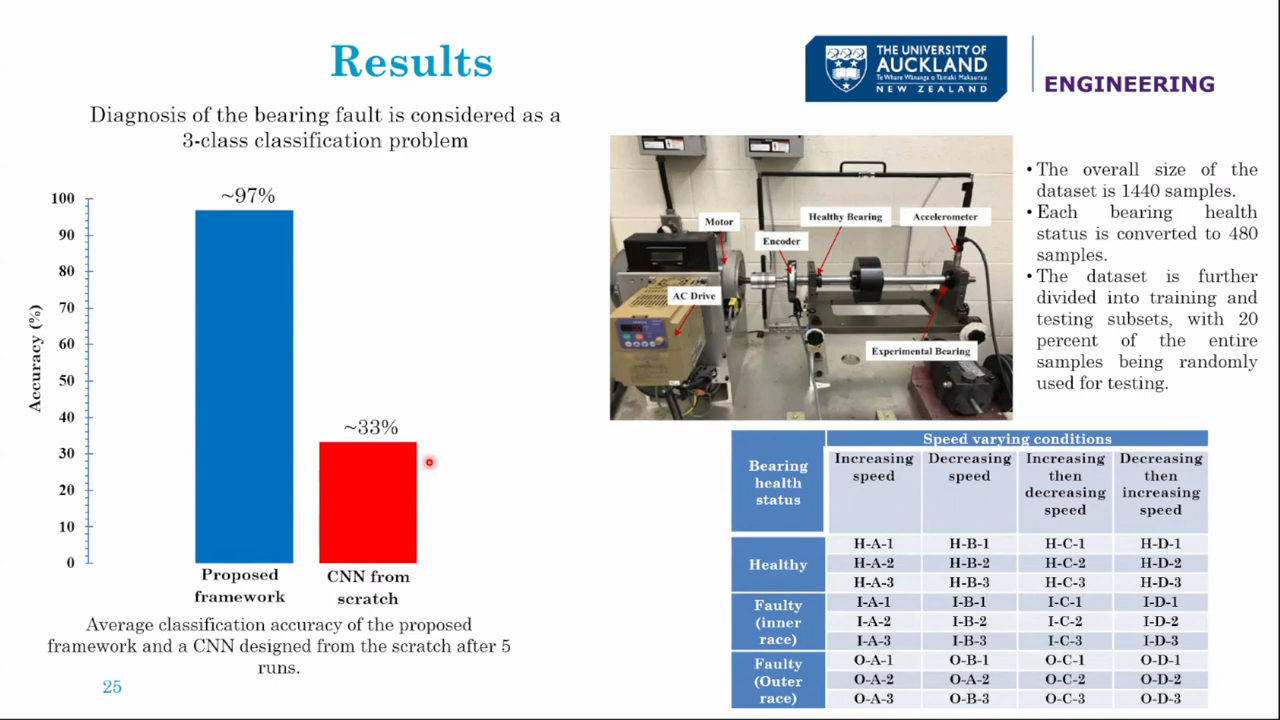 Results
THE UNIVERSITY OF
AUCKLAND
Te Whare Wānanga o Tāmaki Makaurau
NEW ZEALAND
ENGINEERING
Diagnosis of the bearing fault is considered as a
3-class classification problem
Accuracy (%)
100
90
80
70
60
50
40
30
20
10
0
~97%
~33%
Proposed
framework
CNN from
scratch
Average classification accuracy of the proposed
framework and a CNN designed from the scratch after 5
runs.
25
Motor
Encoder
Healthy Bearing
Accelerometer
AC Drive
Experimental Bearing
• The overall size of the
dataset is 1440 samples.
• Each bearing health
status is converted to 480
samples.
• The dataset is further
divided into training and
testing subsets, with 20
percent of the entire
samples being randomly
used for testing.
Bearing
health
status
Speed varying conditions
Increasing
speed
Decreasing
speed
Increasing
then
decreasing
speed
Decreasing
then
increasing
speed
Healthy
H-A-1 H-B-1 H-C-1 H-D-1
H-A-2 H-B-2 H-C-2 H-D-2
H-A-3 H-B-3 H-C-3 H-D-3
Faulty
(inner
race)
I-A-1 I-B-1 I-C-1 I-D-1
I-A-2 I-B-2 I-C-2 I-D-2
I-A-3 I-B-3 I-C-3 I-D-3
Faulty
(Outer
race)
O-A-1 O-B-1 O-C-1 O-D-1
O-A-2 O-A-2 O-C-2 O-D-2
O-A-3 O-B-3 O-C-3 O-D-3